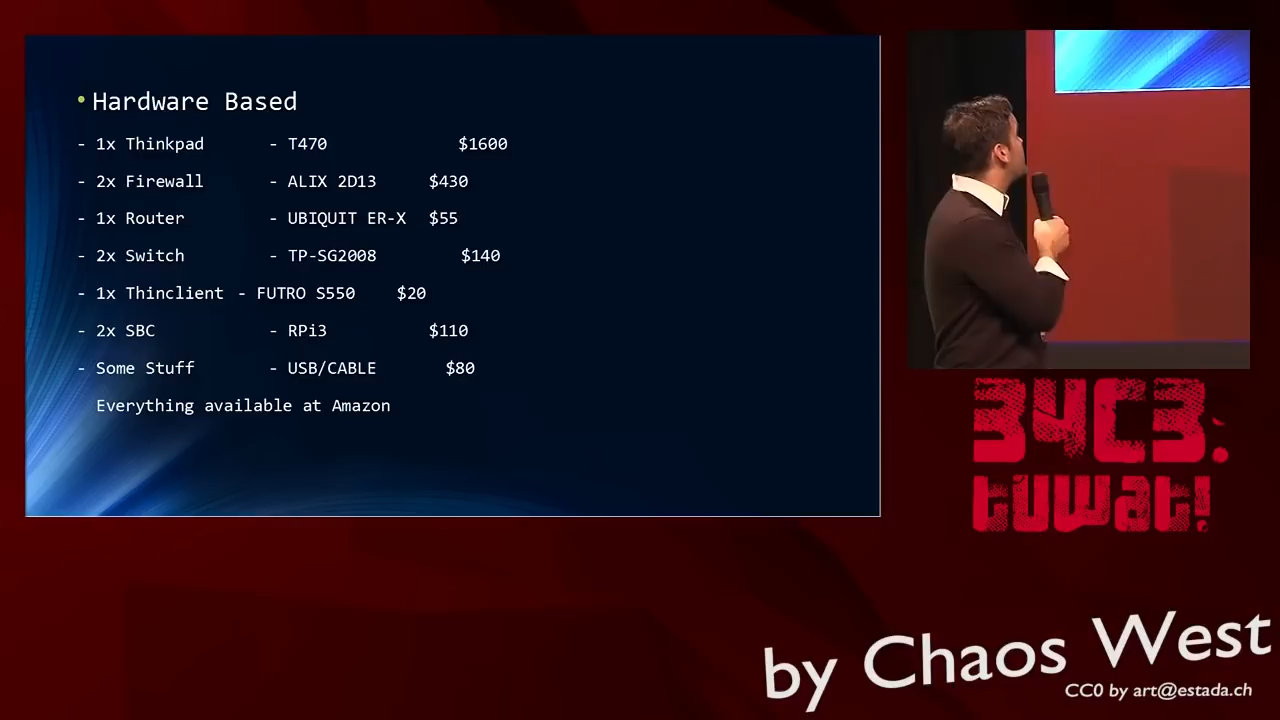 • Hardware Based
- 1x Thinkpad - T470 $1600
- 2x Firewall - ALIX 2D13 $430
- 1x Router - UBIQUIT ER-X $55
- 2x Switch - TP-SG2008 $140
- 1x Thinclient - FUTRO S550 $20
- 2x SBC - RPi3 $110
- Some Stuff - USB/CABLE $80
Everything available at Amazon
34C3:
tuwat!
by Chaos West
CC0 by art@estada.ch